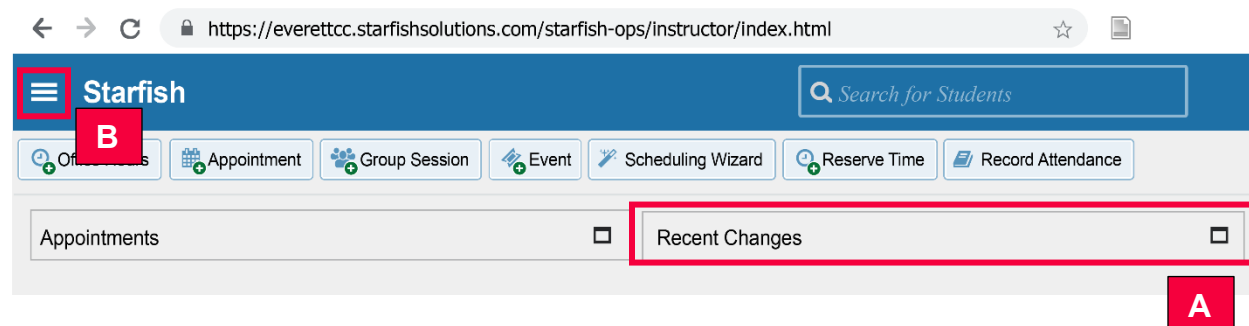 https://everettcc.starfishsolutions.com/starfish-ops/instructor/index.html
Starfish
Search for Students
B
Appointment Group Session Event Scheduling Wizard Reserve Time Record Attendance
Appointments Recent Changes
A